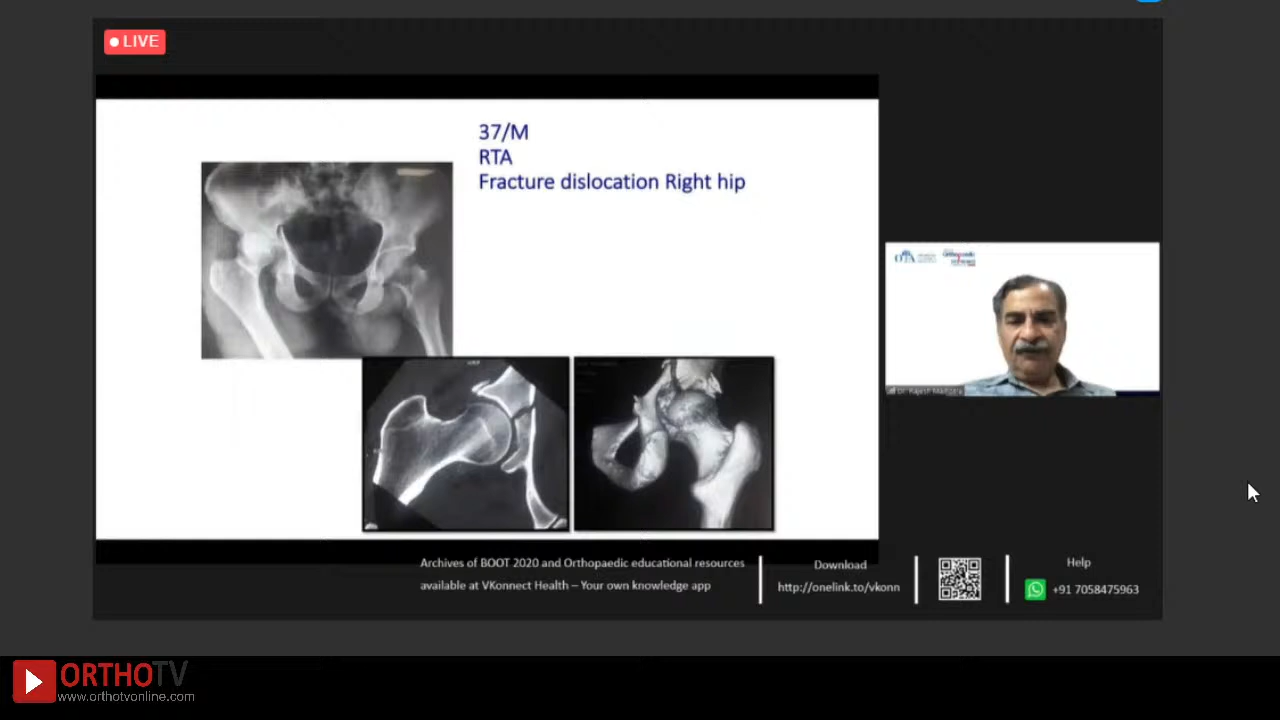 LIVE
37/M
RTA
Fracture dislocation Right hip
OTA
Archives of BOOT 2020 and Orthopaedic educational resources
available at VKonnect Health – Your own knowledge app
Download
http://onelink.to/vkonn
Help
+91 7058475963
ORTHOTV
www.orthotvonline.com